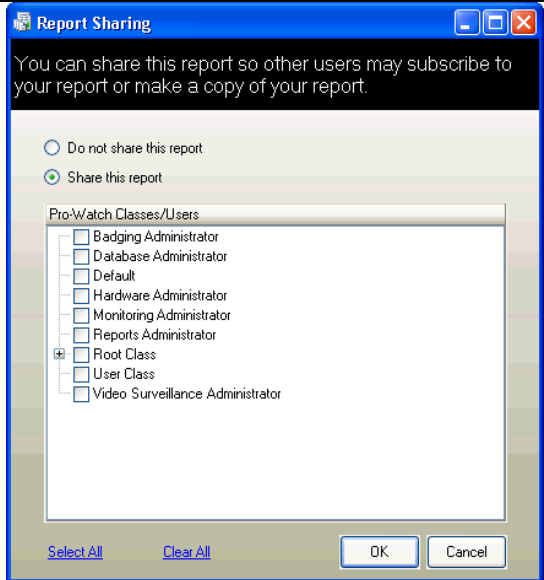 Report Sharing
You can share this report so other users may subscribe to
your report or make a copy of your report.
Do not share this report
Share this report
Pro-Watch Classes/Users
Badging Administrator
Database Administrator
Default
Hardware Administrator
Monitoring Administrator
Reports Administrator
Root Class
User Class
Video Surveillance Administrator
Select All Clear All OK Cancel